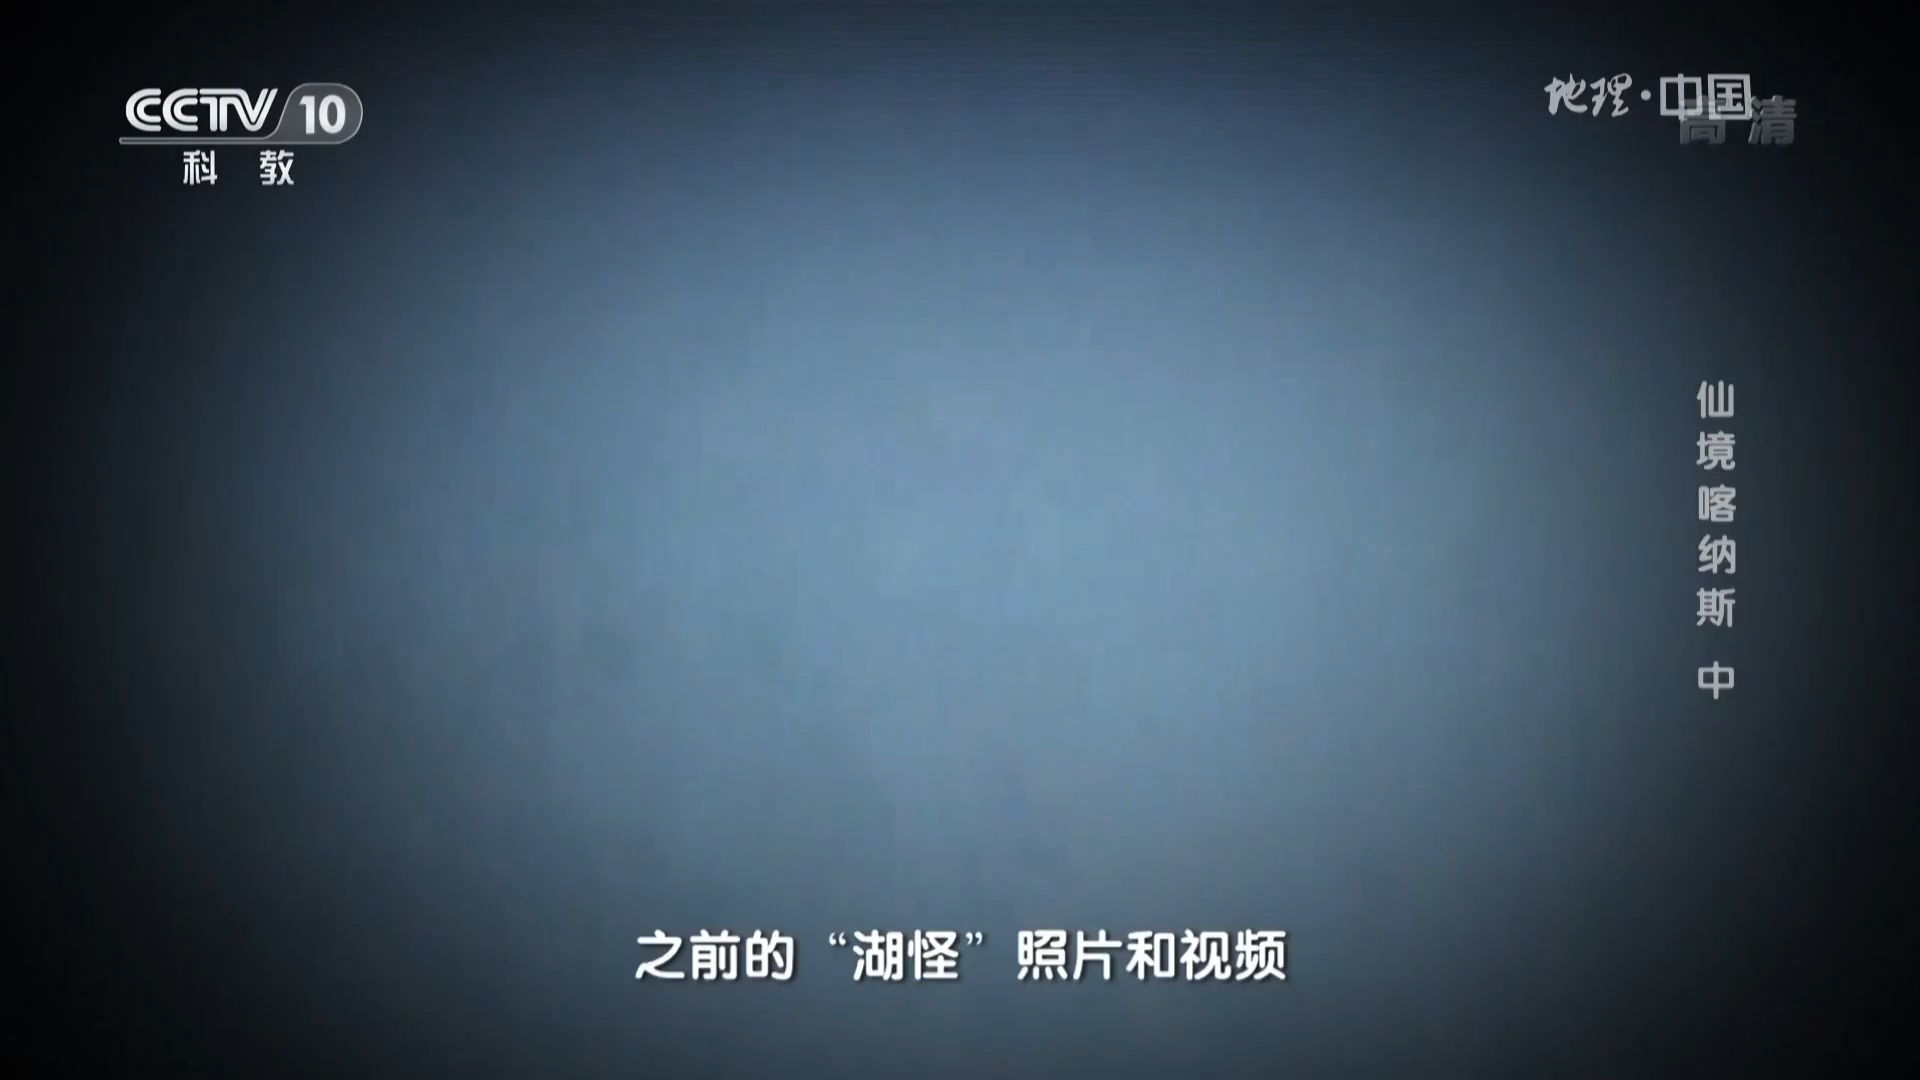 CCTV 10
科 教
地理·中国
高清
仙境喀纳斯 中
之前的“湖怪”照片和视频